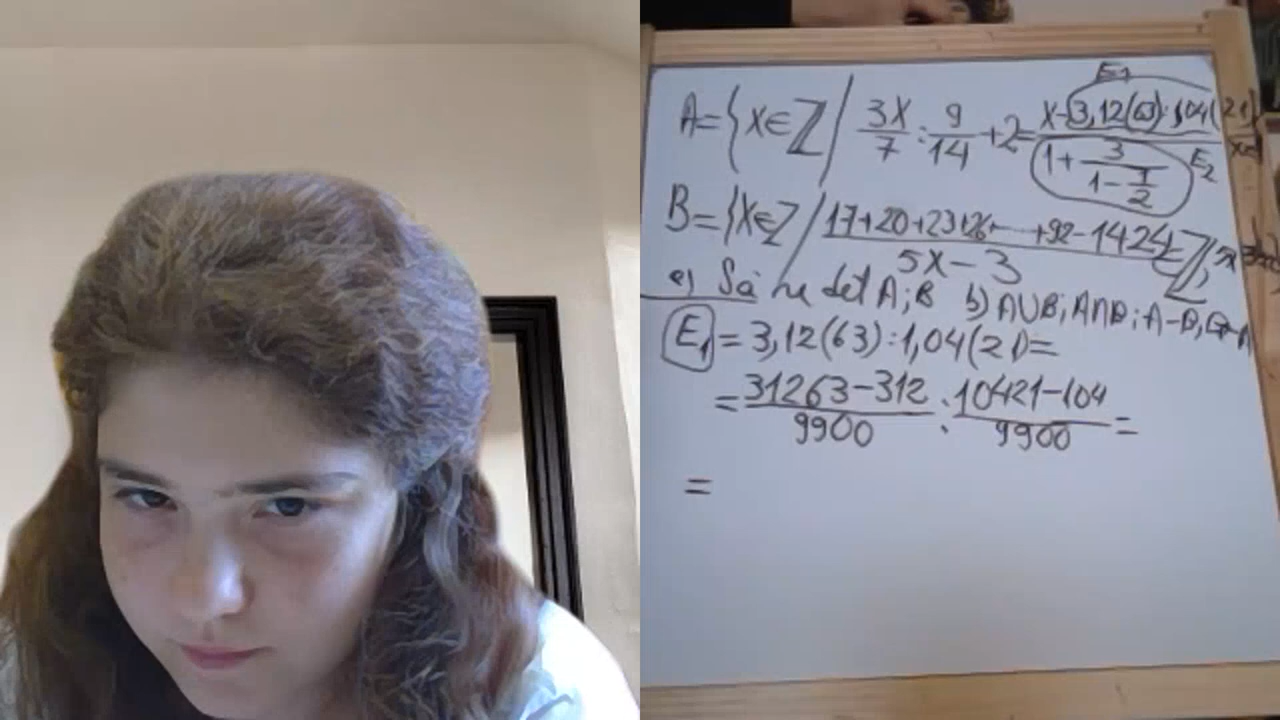 E1
A={x∈ℤ/ 3x/7 : 9/14 +2= x-3,12(63):1,04(21) / 1+ 3/(1-1/2) E2
B={x∈ℤ/ 17+20+23+26+...+92-1424 / 5x-3 ∈ℤ,
a) Să se det A;B b) A∪B; A∩B; A-B;
E1 = 3,12(63):1,04(21)=
= 31263-312/9900 : 10421-104/9900 =
=